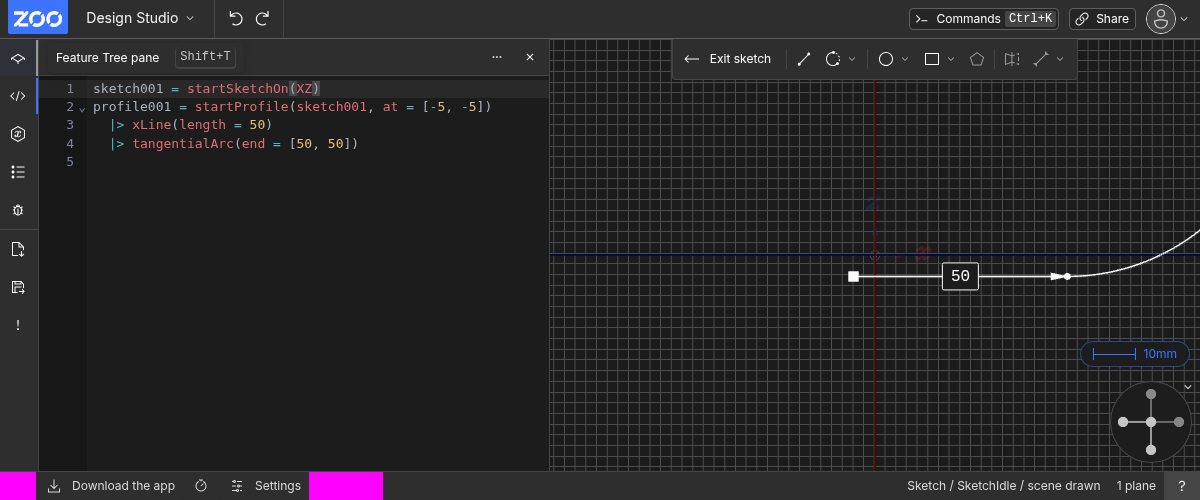 ZOO Design Studio Commands Ctrl+K Share
Feature Tree pane Shift+T
Exit sketch
1 sketch001 = startSketchOn(XZ)
2 profile001 = startProfile(sketch001, at = [-5, -5])
3 |> xLine(length = 50)
4 |> tangentialArc(end = [50, 50])
5
50
10mm
Download the app Settings Sketch / SketchIdle / scene drawn 1 plane ?